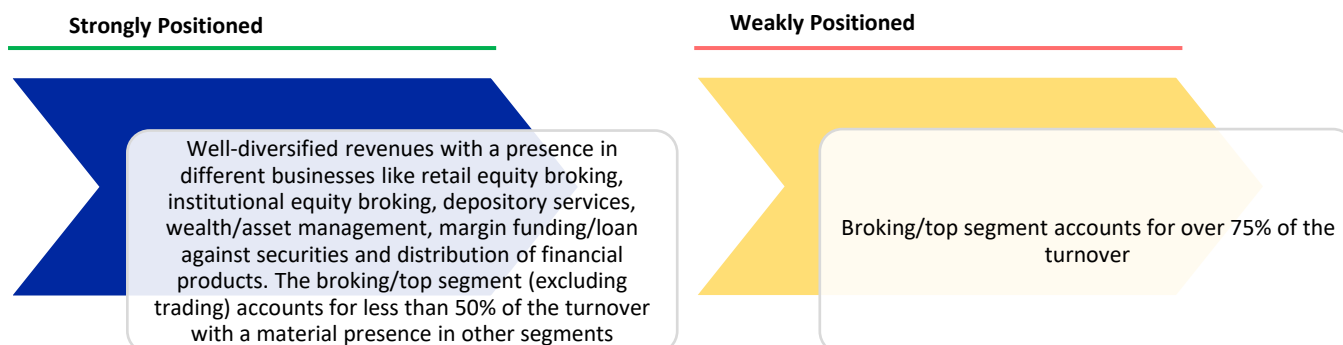 Strongly Positioned
Well-diversified revenues with a presence in
different businesses like retail equity broking,
institutional equity broking, depository services,
wealth/asset management, margin funding/loan
against securities and distribution of financial
products. The broking/top segment (excluding
trading) accounts for less than 50% of the turnover
with a material presence in other segments
Weakly Positioned
Broking/top segment accounts for over 75% of the
turnover